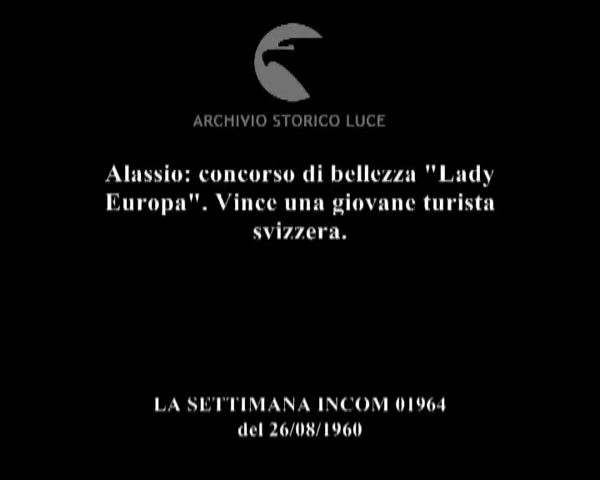 ARCHIVIO STORICO LUCE
Alassio: concorso di bellezza "Lady
Europa". Vince una giovane turista
svizzera.
LA SETTIMANA INCOM 01964
del 26/08/1960